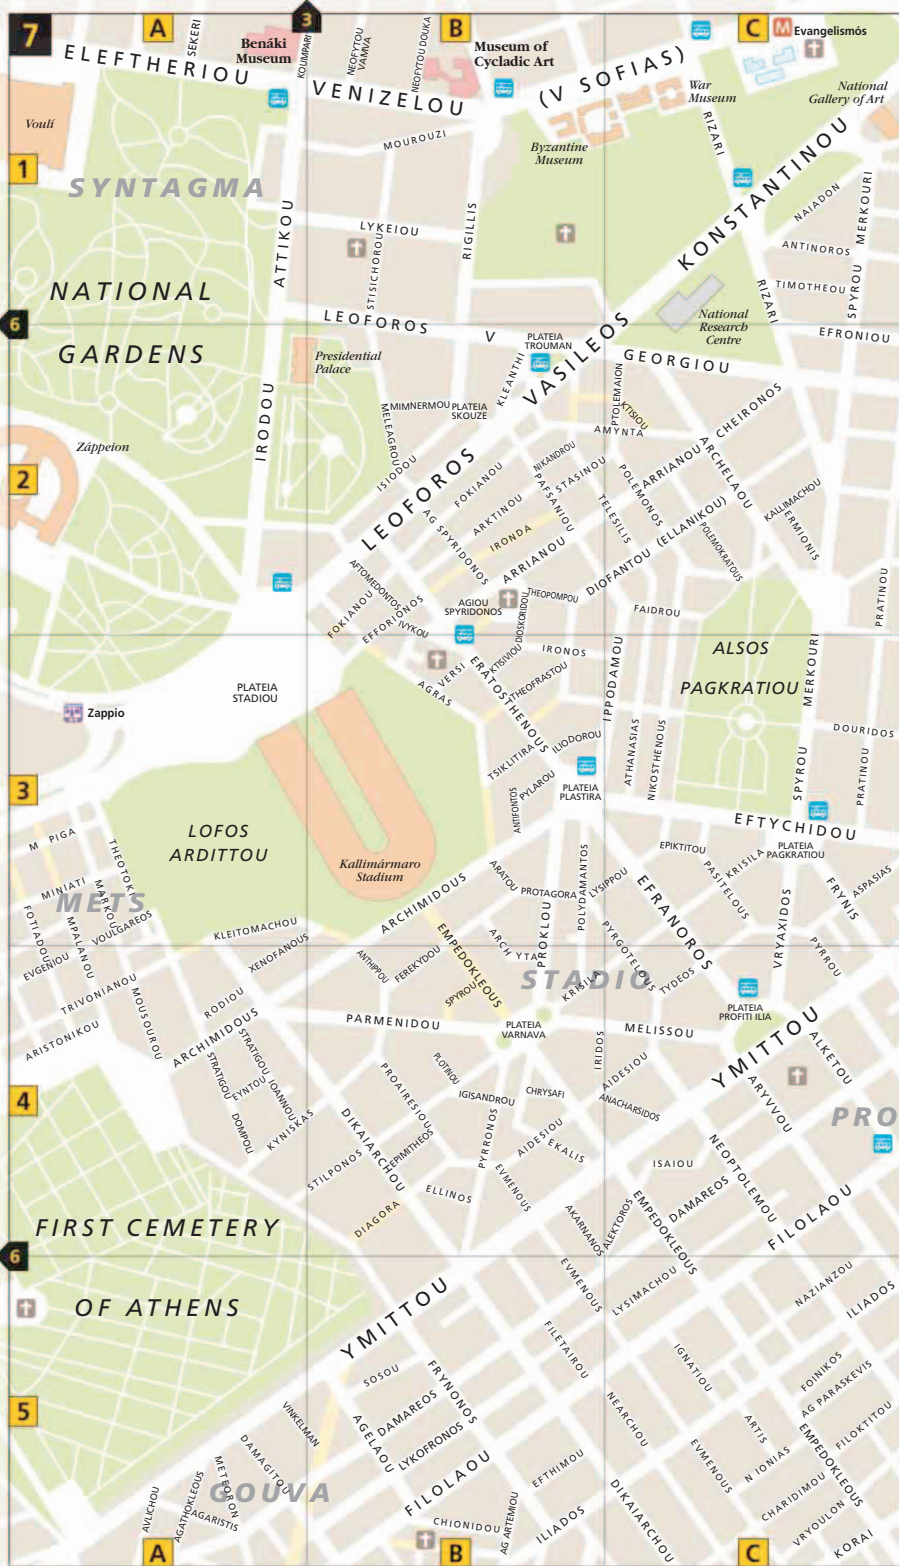 7
A
3
B
C
M Evangelismós
SEKERI
Benáki
Museum
KOUMPARI
NEOFYTOU
VAMVA
NEOFYTOU DOUKA
Museum of
Cycladic Art
ELEFTHERIOU
VENIZELOU
(V SOFIAS)
War
Museum
National
Gallery of Art
Voulí
MOUROUZI
Byzantine
Museum
RIZARI
KONSTANTINOU
1
SYNTAGMA
NAIADON
MERKOURI
ATTIKOU
LYKEIOU
STISICHOROU
RIGILLIS
ANTINOROS
TIMOTHEOU
SPYROU
RIZARI
NATIONAL
LEOFOROS
V
National
Research
Centre
6
EFRONIOU
GARDENS
Presidential
Palace
PLATEIA
TROUMAN
VASILEOS
GEORGIOU
KLEANTHI
IRODOU
MIMNERMOU
PLATEIA
SKOUZE
MELEAGROU
PTOLEMAION
KTISIOU
AMYNTA
CHEIRONOS
Záppeion
2
ISIODOU
LEOFOROS
FOKIANOU
NIKANDROU
STASINOU
PAFSANIOU
POLEMONOS
ARRIANOU
ARCHELAOU
KALLIMACHOU
ERMIONIS
ARKTINOU
AG SPYRIDONOS
IRONDA
TELESILIS
POLEMOKRATOUS
ARRIANOU
DIOFANTOU (ELLANIKOU)
AFTOMEDONTOS
FOKIANOU
EFFORIONOS
IVYKOU
AGIOU
SPYRIDONOS
THEOPOMPOU
DIOSKORIDOU
FAIDROU
PRATINOU
VERSI
AGRAS
KTISIVIOU
IRONOS
ERATOSTHENOUS
THEOFRASTOU
IPPODAMOU
ALSOS
PAGKRATIOU
MERKOURI
PLATEIA
STADIOU
Zappio
TSIKLITIRA
ILIODOROU
PYLAROU
ATHANASIAS
NIKOSTHENOUS
DOURIDOS
SPYROU
PRATINOU
3
PLATEIA
PLASTIRA
ANTIFONTOS
EFTYCHIDOU
LOFOS
ARDITTOU
Kallimármaro
Stadium
M PIGA
THEOTOKI
MINIATI
MARKOU
METS
FOTIADOU
MPALANOU
VOULGAREOS
EVGENIOU
KLEITOMACHOU
XENOFANOUS
ARCHIMIDOUS
ARATOU
PROTAGORA
POLYDAMANTOS
LYSIPPOU
EPIKTITOU
PASITELOUS
KRISILA
PLATEIA
PAGKRATIOU
FRYNIS
ASPASIAS
EFRANOROS
VRYAXIDOS
PYRROU
EMPEDOKLEOUS
ARCH YTA
PROKLOU
PYRGOTELOUS
TYDEOS
ANTHIPPOU
FEREKYDOU
SPYROU
STADIO
KRISILA
TRIVONIANOU
MOUSOUROU
RODIOU
ARISTONIKOU
ARCHIMIDOUS
PARMENIDOU
PLATEIA
VARNAVA
MELISSOU
PLATEIA
PROFITI ILIA
YMITTOU
ALKETOU
STRATIGOU
EYNTOU
STRATIGOU IOANNOU
4
DOMPOLI
KYNISKAS
PLOTINOU
PROAIRESIOU
IGISANDROU
CHRYSAFI
IRIDOS
AIDESIOU
ANACHARSIDOS
ARYVVOU
PRO
DIKAIARCHOU
EPIMITHEOS
PYRRONOS
AIDESIOU
EKALIS
STILPONOS
ELLINOS
EVMENOUS
ISAIOU
NEOPTOLEMOU
DAMAREOS
FILOLAOU
DIAGORA
AKARNANOS
ALEKTOROS
EMPEDOKLEOUS
FIRST CEMETERY
6
OF ATHENS
YMITTOU
EVMENOUS
LYSIMACHOU
NAZIANZOU
ILIADOS
FILETAIROU
IGNATIOU
FOINIKOS
AG PARASKEVIS
SOSOU
FRYNONOS
DAMAREOS
AGELAOU
LYKOFRONOS
5
VINKELMAN
NEARCHOU
ARTIS
FILOKTITOU
EMPEDOKLEOUS
DAMAGITOU
METEORON
GOUVA
FILOLAOU
EFTHIMOU
EVMENOUS
N IONIAS
CHARIDIMOU
VRYOULON
KORAI
AVLICHOU
AGATHOKLEOUS
AGARISTIS
CHIONIDOU
AG ARTEMIOU
ILIADOS
DIKAIARCHOU
A
B
C